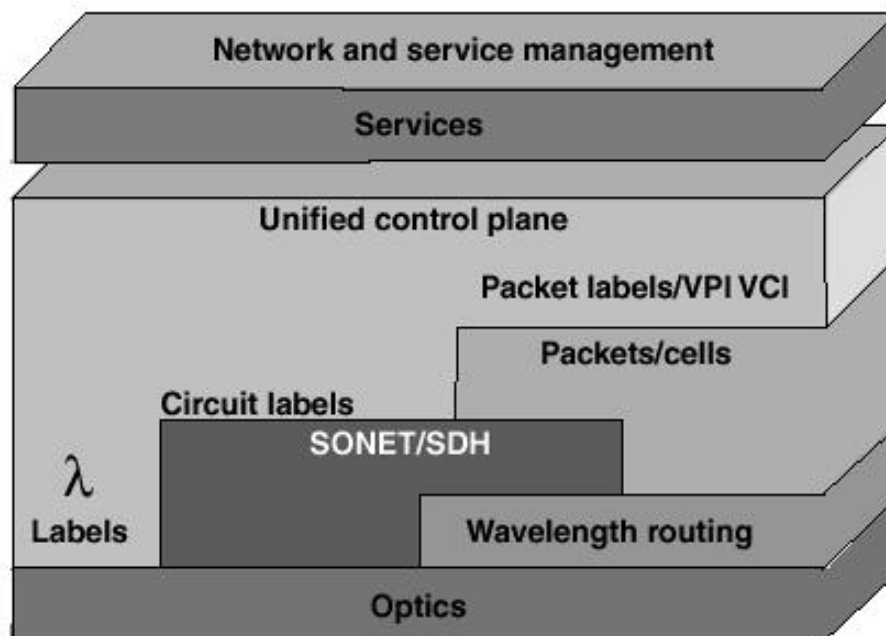 Network and service management
Services
Unified control plane
Packet labels/VPI VCI
Packets/cells
Circuit labels
SONET/SDH
λ
Labels
Wavelength routing
Optics